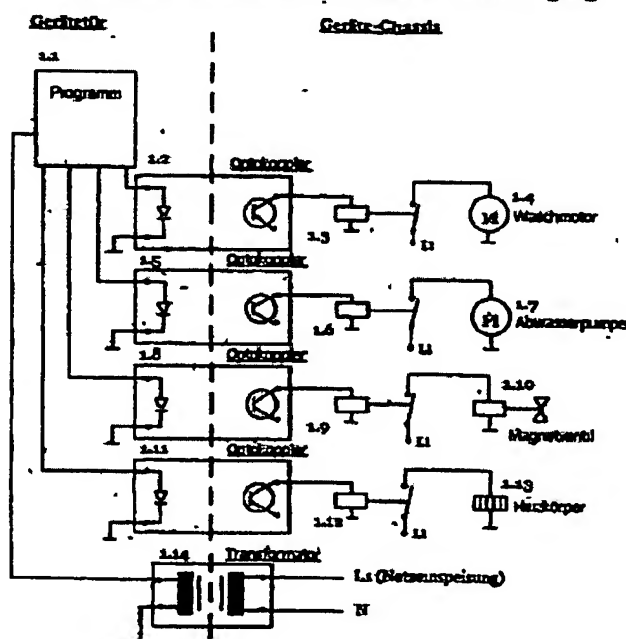 Gerätetür
Geräte-Chassis
1.1
Programm
1.2
Optokoppler
1.3
L1
1.4
M
Waschmotor
1.5
Optokoppler
1.6
L1
1.7
Abwasserpumpe
1.8
Optokoppler
1.9
L1
1.10
Magnetventil
1.11
Optokoppler
1.12
L1
1.13
Heizkörper
1.14
Transformator
L1 (Netzeinspeisung)
N